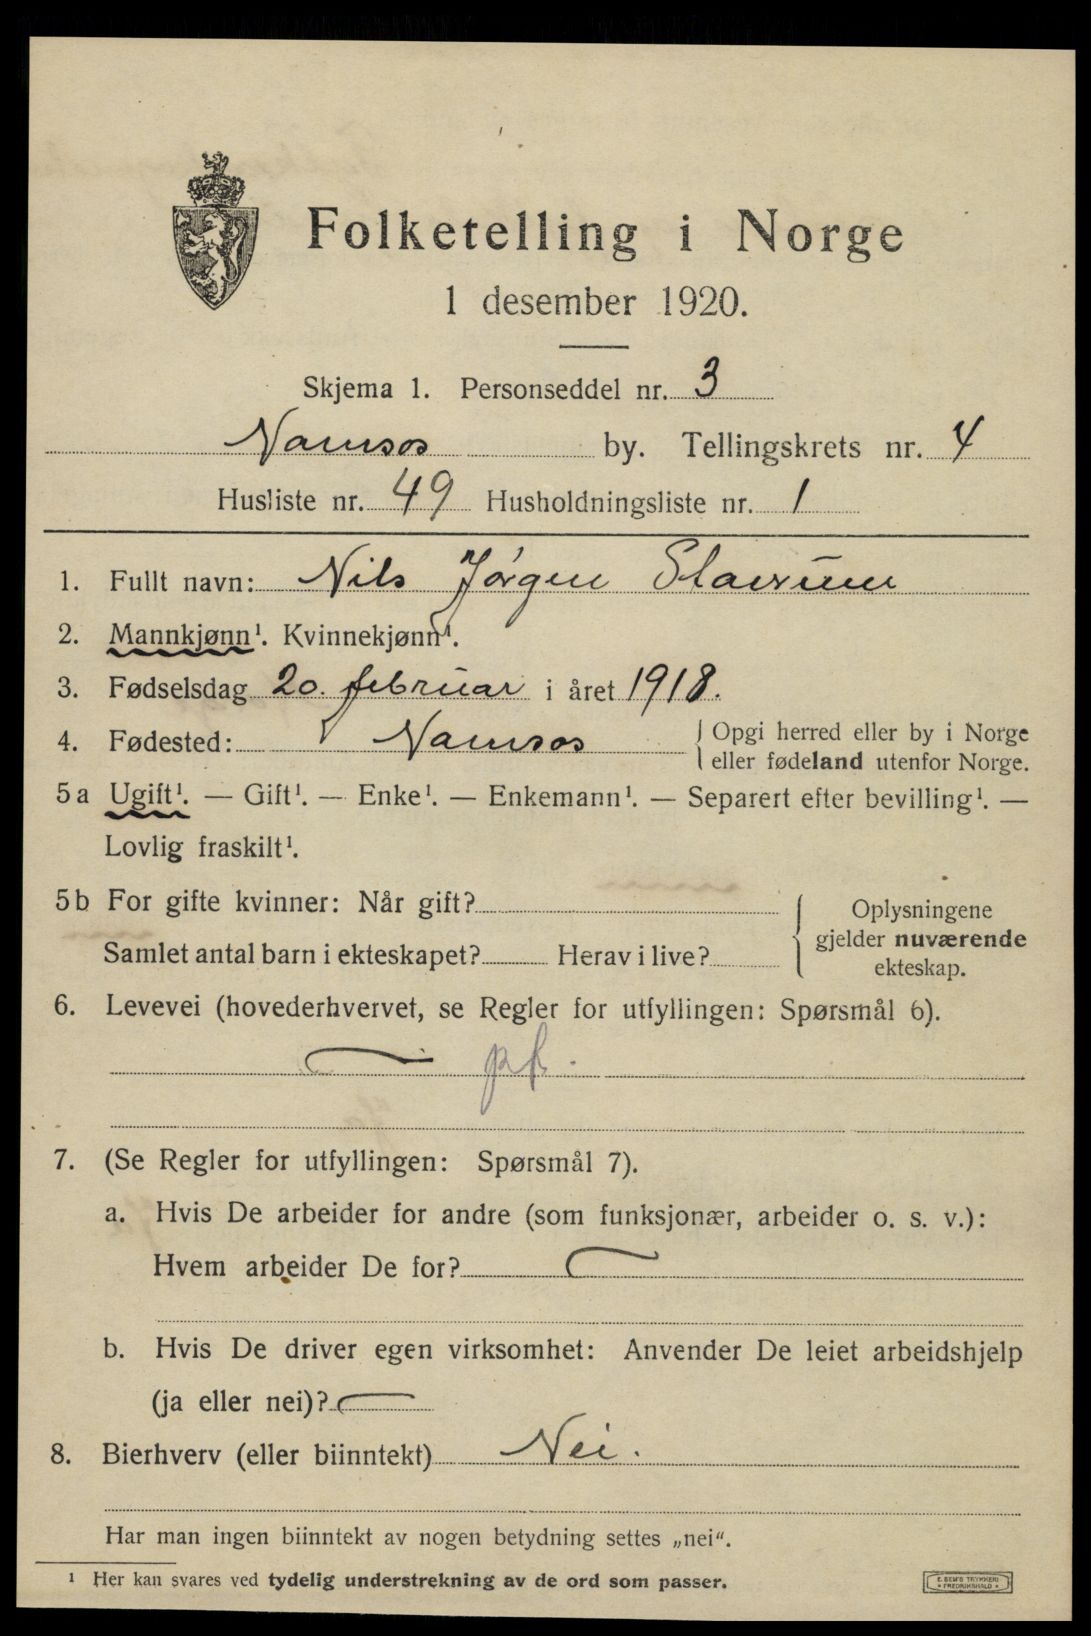 Folketelling i Norge
1 desember 1920.
Skjema 1. Personseddel nr. 3
Namsos by. Tellingskrets nr. 4
Husliste nr. 49 Husholdningsliste nr. 1
1. Fullt navn: Nils Jørgen Stavrum
2. Mannkjønn¹. Kvinnekjønn¹.
3. Fødselsdag 20. februar i året 1918.
4. Fødested: Namsos { Opgi herred eller by i Norge
eller fødeland utenfor Norge.
5 a Ugift¹. — Gift¹. — Enke¹. — Enkemann¹. — Separert efter bevilling¹. —
Lovlig fraskilt¹.
5 b For gifte kvinner: Når gift?
Samlet antal barn i ekteskapet? Herav i live?
{ Oplysningene
gjelder nuværende
ekteskap.
6. Levevei (hovederhvervet, se Regler for utfyllingen: Spørsmål 6).
—
7. (Se Regler for utfyllingen: Spørsmål 7).
a. Hvis De arbeider for andre (som funksjonær, arbeider o. s. v.):
Hvem arbeider De for? —
b. Hvis De driver egen virksomhet: Anvender De leiet arbeidshjelp
(ja eller nei)? —
8. Bierhverv (eller biinntekt) Nei.
Har man ingen biinntekt av nogen betydning settes „nei“.
¹ Her kan svares ved tydelig understrekning av de ord som passer.
E. SEM'S TRYKKERI
• FREDRIKSHALD •